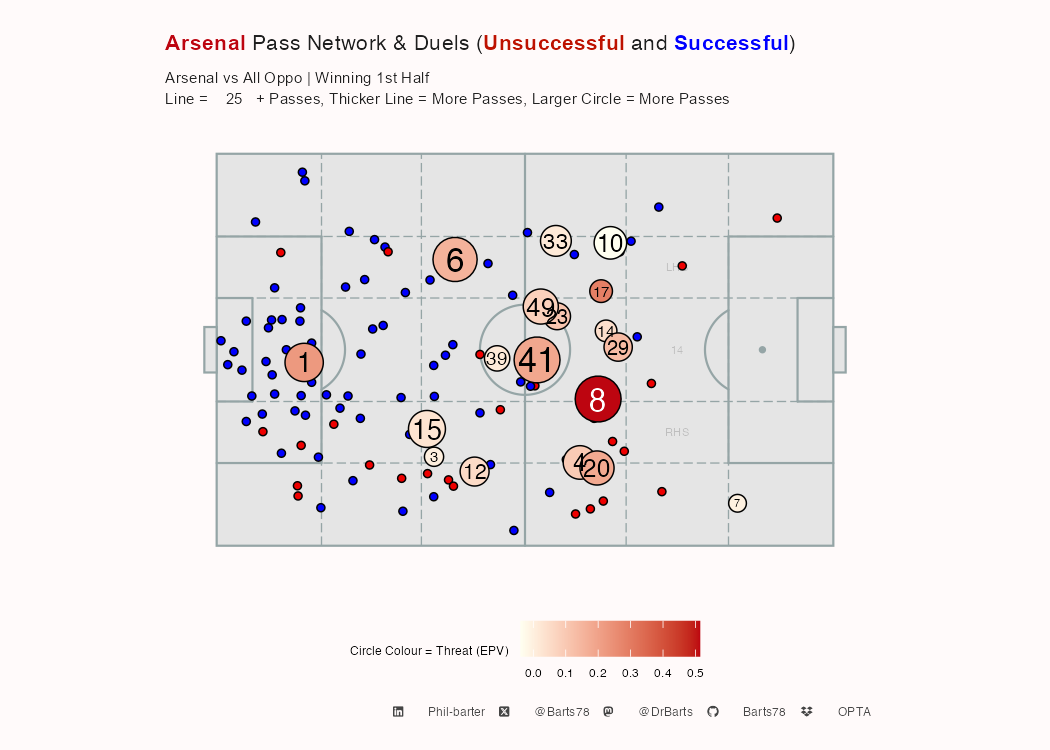 Arsenal Pass Network & Duels (Unsuccessful and Successful)
Arsenal vs All Oppo | Winning 1st Half
Line = 25 + Passes, Thicker Line = More Passes, Larger Circle = More Passes
33
10
6
LHS
17
49
23
14
29
14
39
41
1
8
15
RHS
3
12
4
20
7
Circle Colour = Threat (EPV)
0.0 0.1 0.2 0.3 0.4 0.5
Phil-barter @Barts78 @DrBarts Barts78 OPTA